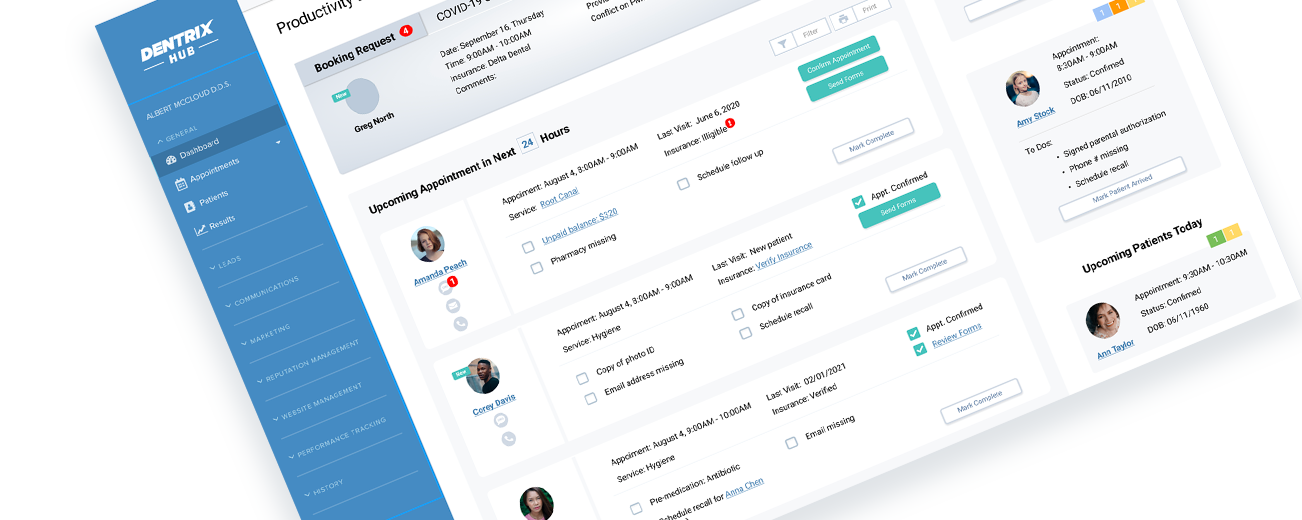 DENTRIX
HUB
ALBERT MCCLOUD D.D.S.
GENERAL
Dashboard
Appointments
Patients
Results
LEADS
COMMUNICATIONS
MARKETING
REPUTATION MANAGEMENT
WEBSITE MANAGEMENT
PERFORMANCE TRACKING
HISTORY
Productivity
Booking Request 4
COVID-19
New
Greg North
Date: September 16, Thursday
Time: 9:00AM - 10:00AM
Insurance: Delta Dental
Comments:
Conflict on
Filter
Print
Confirm Appointment
Send Forms
Upcoming Appointment in Next 24 Hours
Amanda Peach
1
Appoiment: August 4, 8:00AM - 9:00AM
Service: Root Canal
Last Visit: June 6, 2020
Insurance: Illigible
Unpaid balance: $320
Pharmacy missing
Schedule follow up
Mark Complete
New
Corey Davis
Appoiment: August 4, 8:00AM - 9:00AM
Service: Hygiene
Last Visit: New patient
Insurance: Verify Insurance
Appt. Confirmed
Send Forms
Copy of photo ID
Email address missing
Copy of insurance card
Schedule recall
Mark Complete
Appoiment: August 4, 9:00AM - 10:00AM
Service: Hygiene
Last Visit: 02/01/2021
Insurance: Verified
Appt. Confirmed
Review Forms
Pre-medication: Antibiotic
Schedule recall for Anna Chen
Email missing
Mark Complete
1 1 1
Amy Stock
Appointment:
8:30AM - 9:00AM
Status: Confirmed
DOB: 06/11/2010
To Dos:
• Signed parental authorization
• Phone # missing
• Schedule recall
Mark Patient Arrived
Upcoming Patients Today
1 1
Ann Taylor
Appointment: 9:30AM - 10:30AM
Status: Confirmed
DOB: 06/11/1960